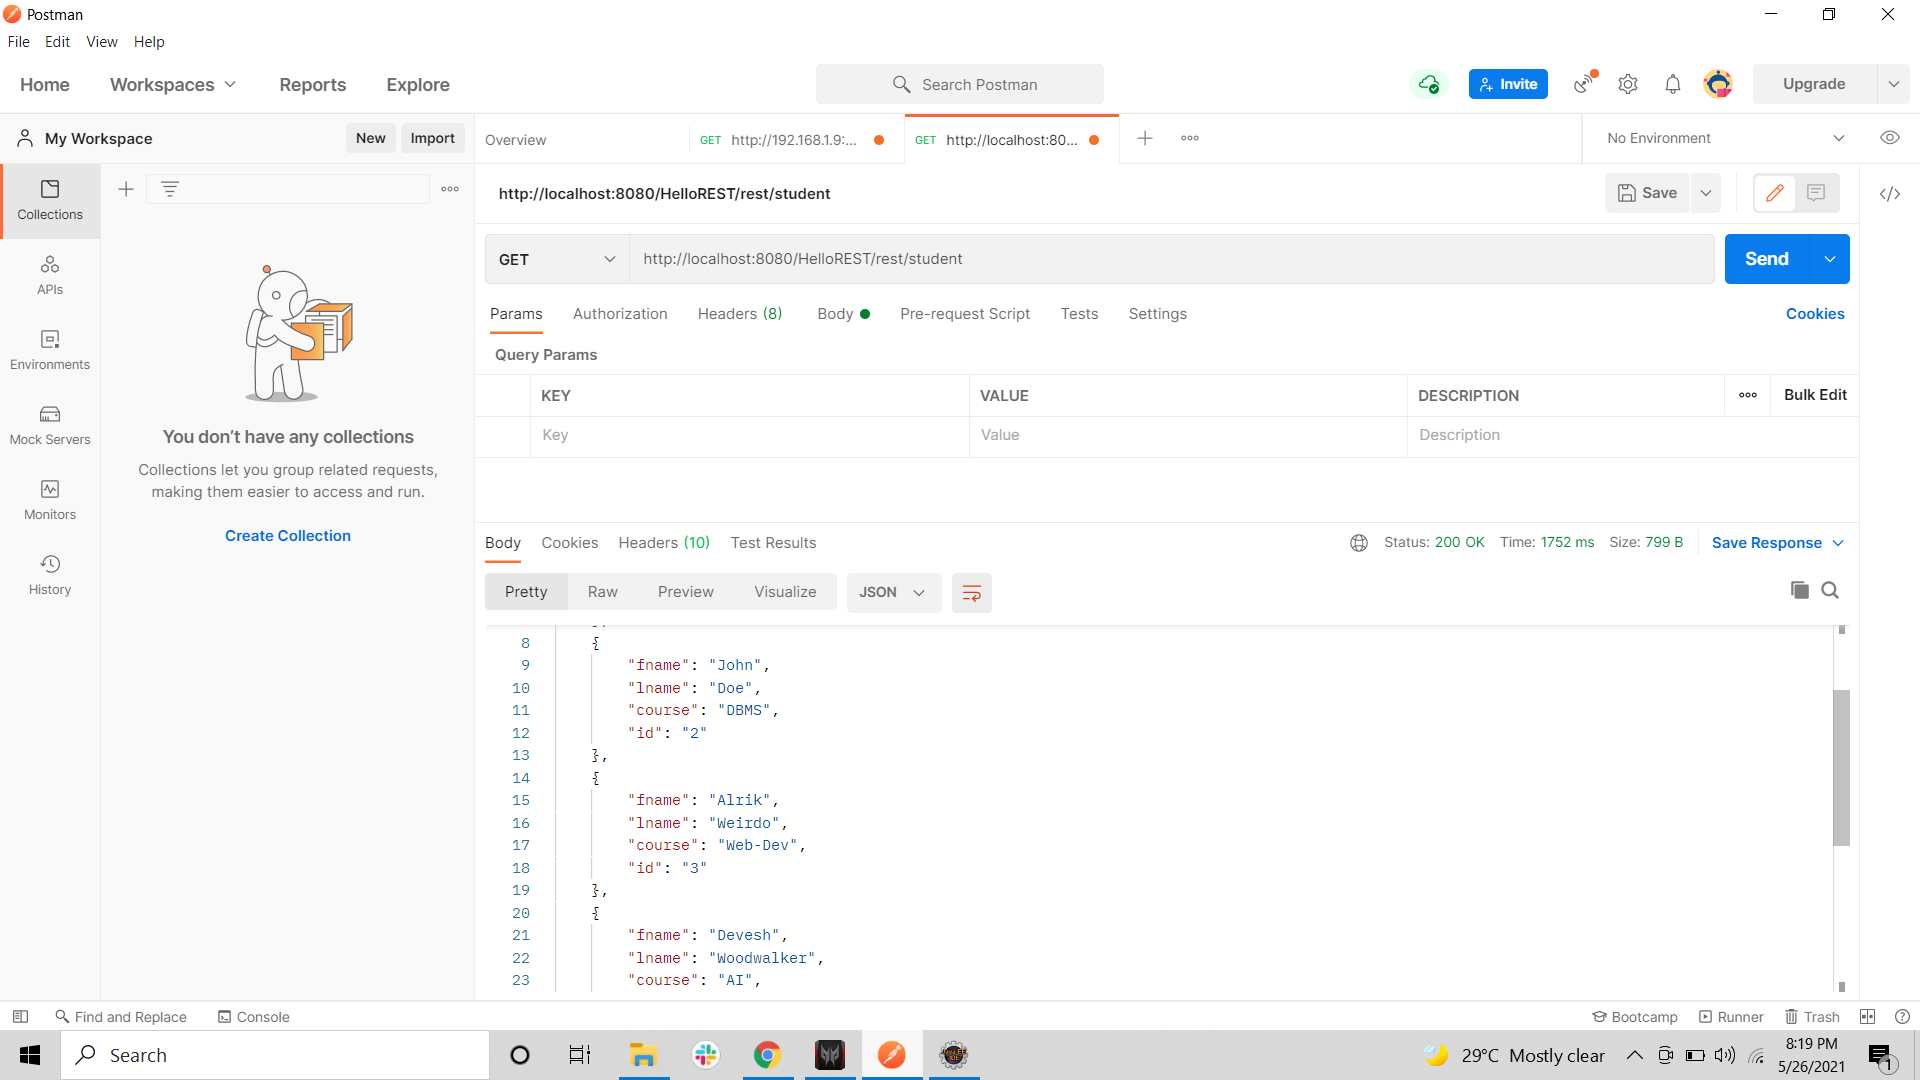 Postman
File Edit View Help
Home Workspaces Reports Explore
Search Postman
Invite
Upgrade
My Workspace
New
Import
Overview
GET http://192.168.1.9:...
GET http://localhost:80...
No Environment
Collections
APIs
Environments
Mock Servers
Monitors
History
You don’t have any collections
Collections let you group related requests,
making them easier to access and run.
Create Collection
http://localhost:8080/HelloREST/rest/student
Save
GET
http://localhost:8080/HelloREST/rest/student
Send
Params Authorization Headers (8) Body Pre-request Script Tests Settings
Cookies
Query Params
KEY VALUE DESCRIPTION
Bulk Edit
Key Value Description
Body Cookies Headers (10) Test Results
Status: 200 OK Time: 1752 ms Size: 799 B
Save Response
Pretty Raw Preview Visualize
JSON
8 {
9 "fname": "John",
10 "lname": "Doe",
11 "course": "DBMS",
12 "id": "2"
13 },
14 {
15 "fname": "Alrik",
16 "lname": "Weirdo",
17 "course": "Web-Dev",
18 "id": "3"
19 },
20 {
21 "fname": "Devesh",
22 "lname": "Woodwalker",
23 "course": "AI",
Find and Replace
Console
Bootcamp
Runner
Trash
Search
29°C Mostly clear
8:19 PM
5/26/2021
1